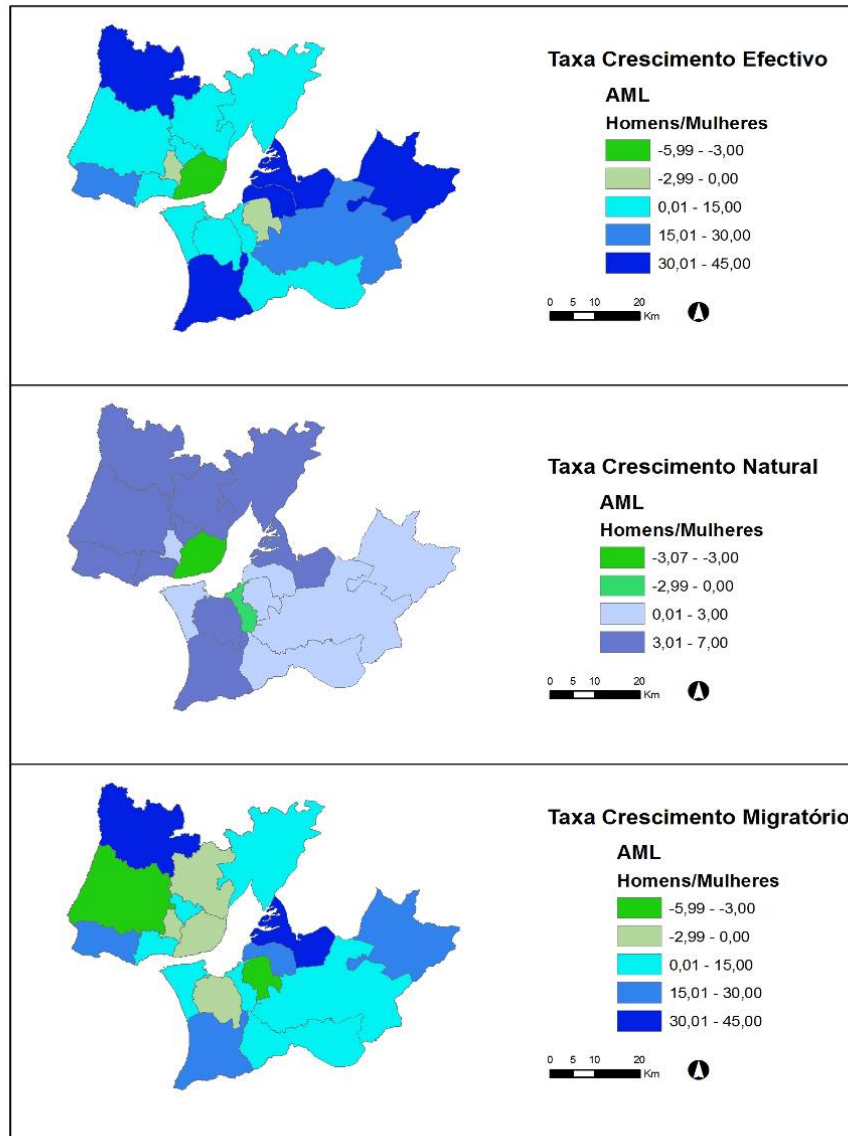 Taxa Crescimento Efectivo
AML
Homens/Mulheres
-5,99 - -3,00
-2,99 - 0,00
0,01 - 15,00
15,01 - 30,00
30,01 - 45,00
0 5 10 20
Km
Taxa Crescimento Natural
AML
Homens/Mulheres
-3,07 - -3,00
-2,99 - 0,00
0,01 - 3,00
3,01 - 7,00
0 5 10 20
Km
Taxa Crescimento Migratório
AML
Homens/Mulheres
-5,99 - -3,00
-2,99 - 0,00
0,01 - 15,00
15,01 - 30,00
30,01 - 45,00
0 5 10 20
Km